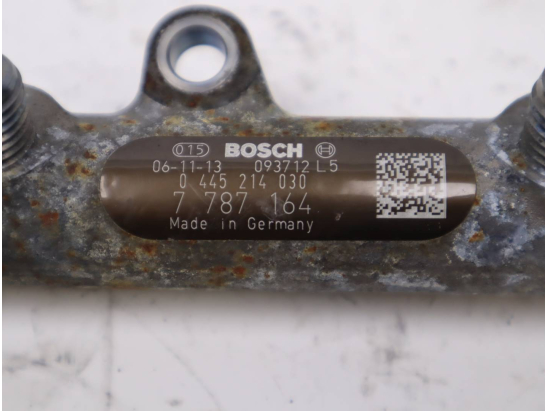 015 BOSCH
06-11-13 093712 L5
0 445 214 030
7 787 164
Made in Germany